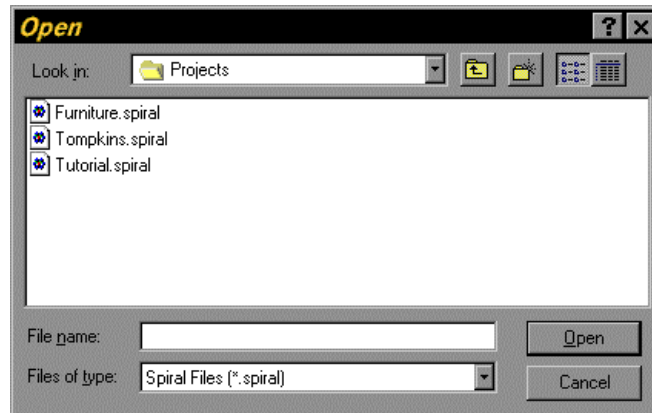 Open
Look in: Projects
Furniture.spiral
Tompkins.spiral
Tutorial.spiral
File name: Open
Files of type: Spiral Files (*.spiral) Cancel